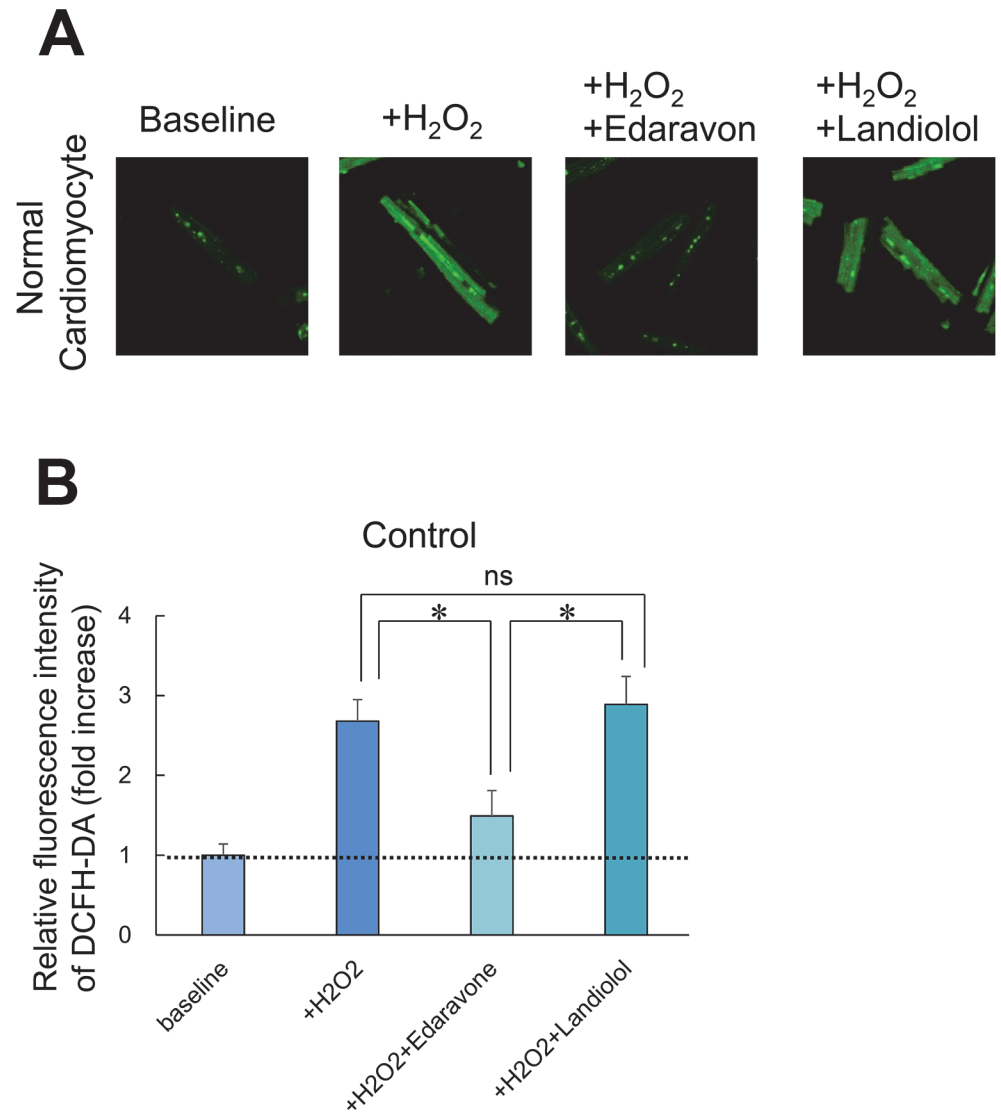 A
Baseline
+H₂O₂
+H₂O₂
+Edaravon
+H₂O₂
+Landiolol
Normal
Cardiomyocyte
B
Control
ns
*
*
Relative fluorescence intensity
of DCFH-DA (fold increase)
4
3
2
1
0
baseline
+H2O2
+H2O2+Edaravone
+H2O2+Landiolol